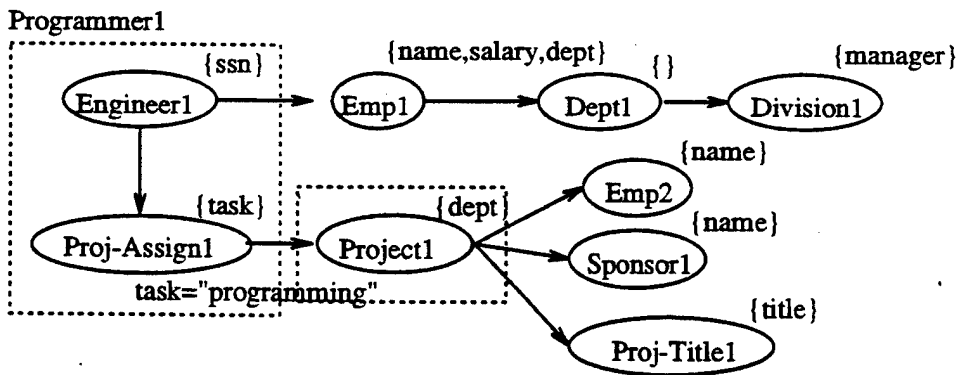 Programmer1
{ssn}
Engineer1
{name,salary,dept}
Emp1
{}
Dept1
{manager}
Division1
{task}
Proj-Assign1
task="programming"
{dept}
Project1
{name}
Emp2
{name}
Sponsor1
{title}
Proj-Title1